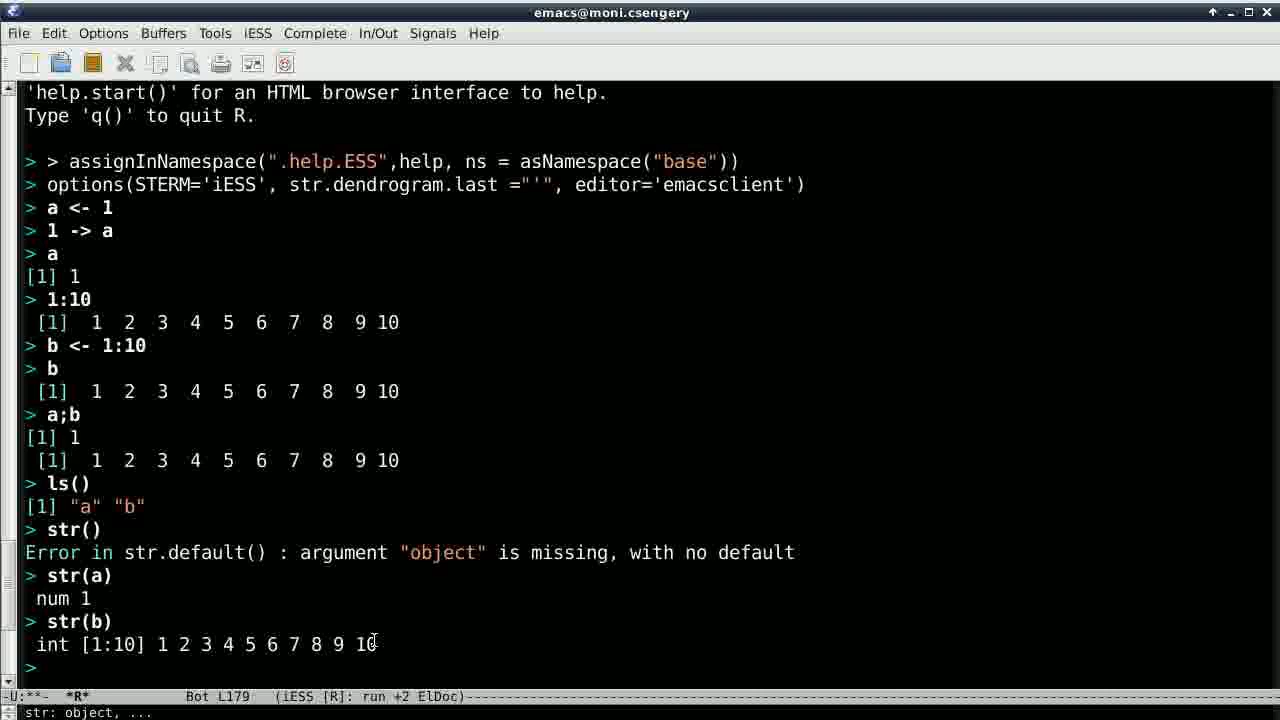 emacs@moni.csengery
File Edit Options Buffers Tools iESS Complete In/Out Signals Help
'help.start()' for an HTML browser interface to help.
Type 'q()' to quit R.
> > assignInNamespace(".help.ESS",help, ns = asNamespace("base"))
> options(STERM='iESS', str.dendrogram.last ="'", editor='emacsclient')
> a <- 1
> 1 -> a
> a
[1] 1
> 1:10
[1] 1 2 3 4 5 6 7 8 9 10
> b <- 1:10
> b
[1] 1 2 3 4 5 6 7 8 9 10
> a;b
[1] 1
[1] 1 2 3 4 5 6 7 8 9 10
> ls()
[1] "a" "b"
> str()
Error in str.default() : argument "object" is missing, with no default
> str(a)
num 1
> str(b)
int [1:10] 1 2 3 4 5 6 7 8 9 10
>
-U:**- *R* Bot L179 (iESS [R]: run +2 ElDoc)----
str: object, ...